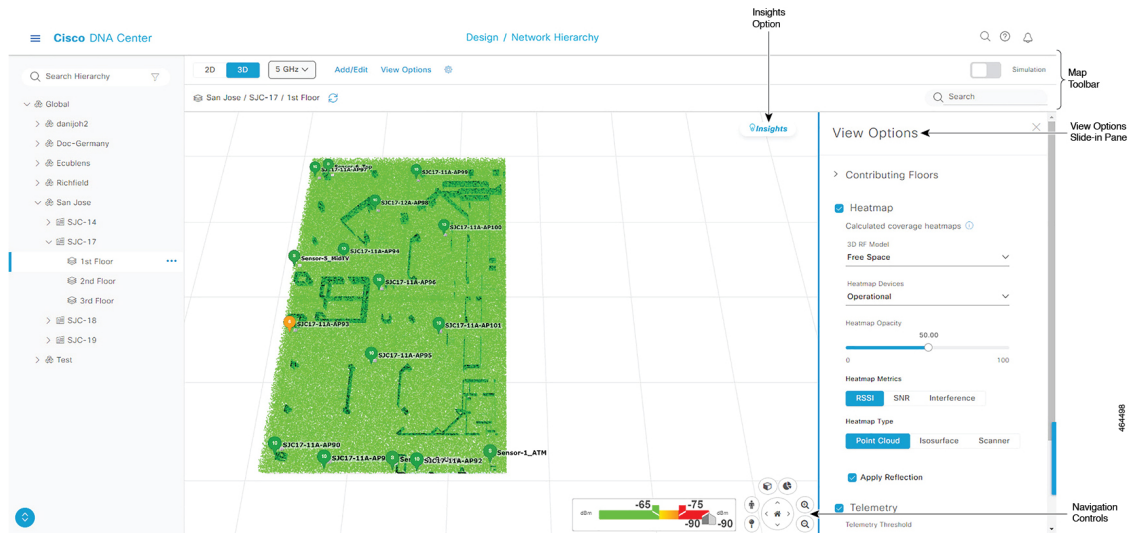 Insights
Option
Cisco DNA Center
Design / Network Hierarchy
Search Hierarchy
2D
3D
5 GHz
Add/Edit
View Options
Simulation
Map
Toolbar
San Jose / SJC-17 / 1st Floor
Search
Global
danijoh2
Doc-Germany
Ecublens
Richfield
San Jose
SJC-14
SJC-17
1st Floor
2nd Floor
3rd Floor
SJC-18
SJC-19
Test
Insights
SJC17-11A-AP97
SJC17-11A-AP99
SJC17-12A-AP98
SJC17-11A-AP100
SJC17-11A-AP94
Sensor-5_MidTV
SJC17-11A-AP96
SJC17-11A-AP93
SJC17-11A-AP101
SJC17-11A-AP95
SJC17-11A-AP90
SJC17-11A-AP9
SJC17-11A-AP92
Sensor-1_ATM
-65
-75
dBm
dBm
-90
-90
View Options
View Options
Slide-in Pane
Contributing Floors
Heatmap
Calculated coverage heatmaps
3D RF Model
Free Space
Heatmap Devices
Operational
Heatmap Opacity
50.00
0
100
Heatmap Metrics
RSSI
SNR
Interference
Heatmap Type
Point Cloud
Isosurface
Scanner
Apply Reflection
Telemetry
Telemetry Threshold
Navigation
Controls
464498